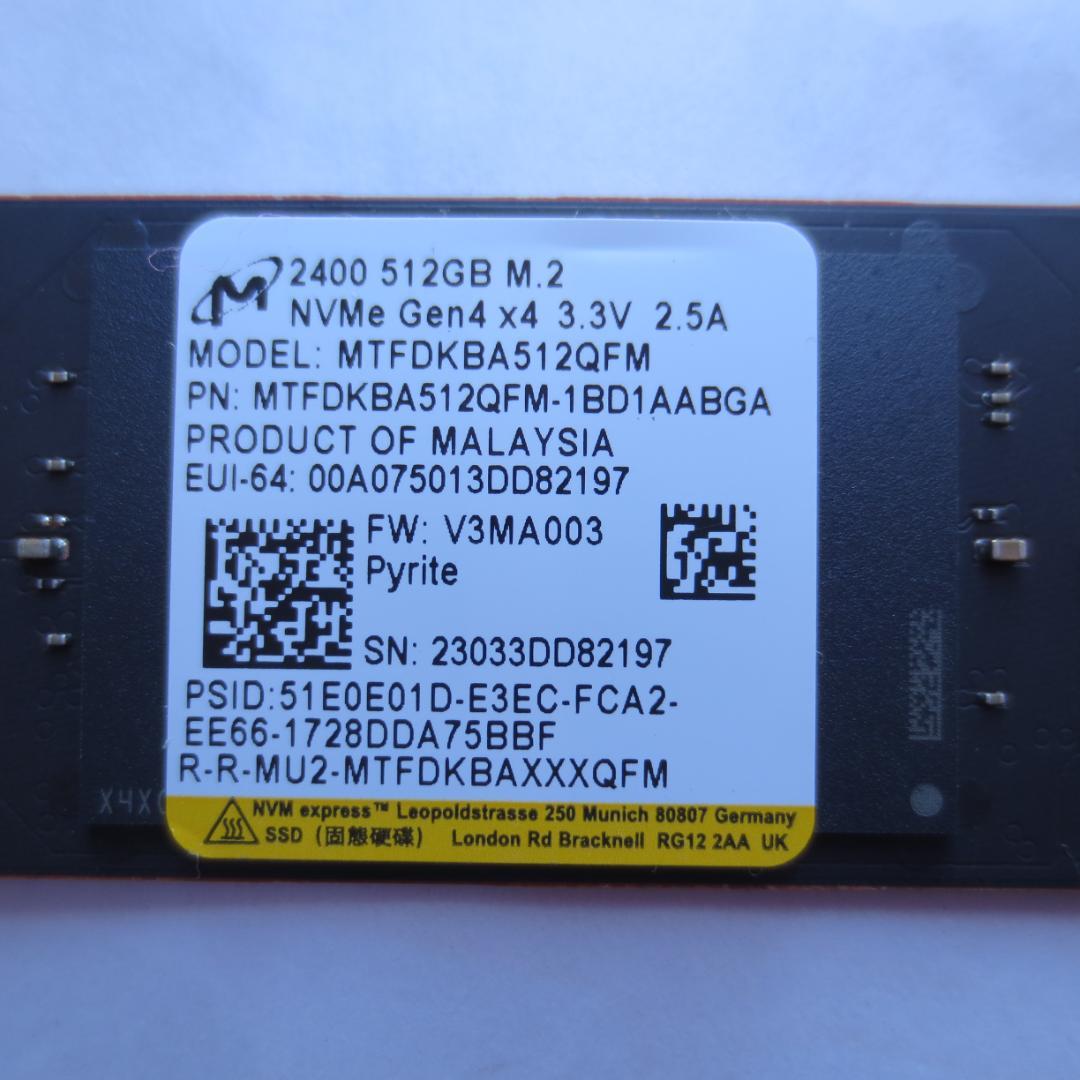 2400 512GB M.2
NVMe Gen4 x4 3.3V 2.5A
MODEL: MTFDKBA512QFM
PN: MTFDKBA512QFM-1BD1AABGA
PRODUCT OF MALAYSIA
EUI-64: 00A075013DD82197
FW: V3MA003
Pyrite
SN: 23033DD82197
PSID:51E0E01D-E3EC-FCA2-
EE66-1728DDA75BBF
R-R-MU2-MTFDKBAXXXQFM
NVM express™ Leopoldstrasse 250 Munich 80807 Germany
SSD (固態硬碟) London Rd Bracknell RG12 2AA UK